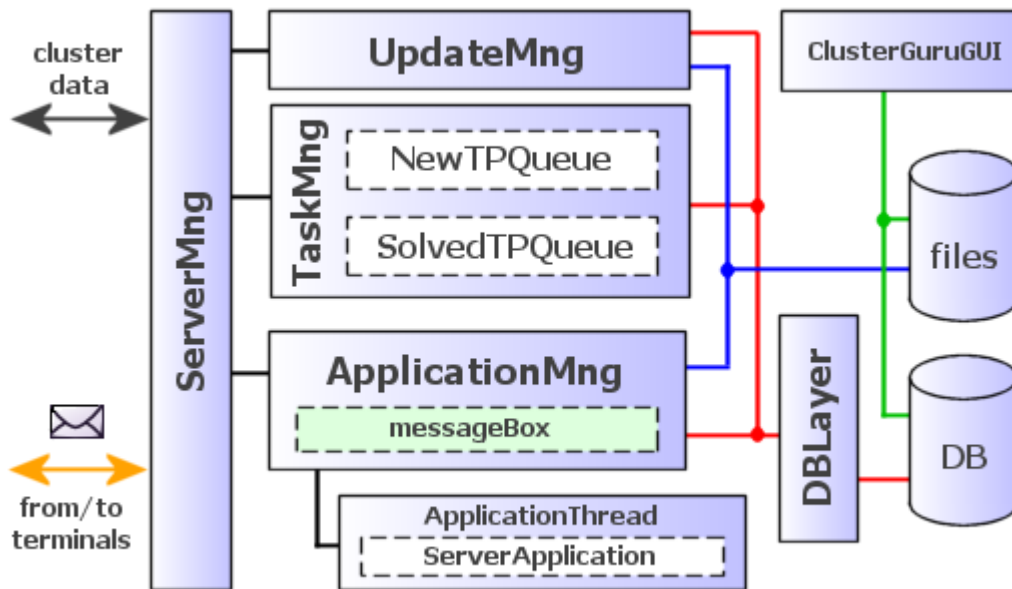 cluster
data
from/to
terminals
ServerMng
UpdateMng
TaskMng
NewTPQueue
SolvedTPQueue
ApplicationMng
messageBox
ApplicationThread
ServerApplication
ClusterGuruGUI
files
DBLayer
DB